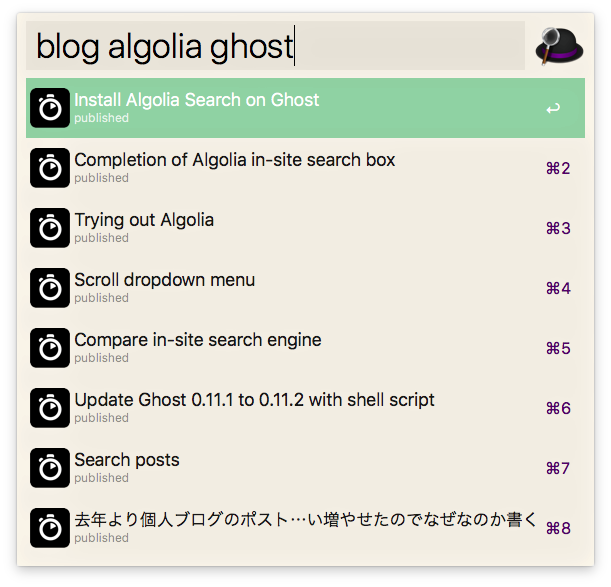 blog algolia ghost
Install Algolia Search on Ghost
published
↩
Completion of Algolia in-site search box
published
⌘2
Trying out Algolia
published
⌘3
Scroll dropdown menu
published
⌘4
Compare in-site search engine
published
⌘5
Update Ghost 0.11.1 to 0.11.2 with shell script
published
⌘6
Search posts
published
⌘7
去年より個人ブログのポスト…い増やせたのでなぜなのか書く
published
⌘8